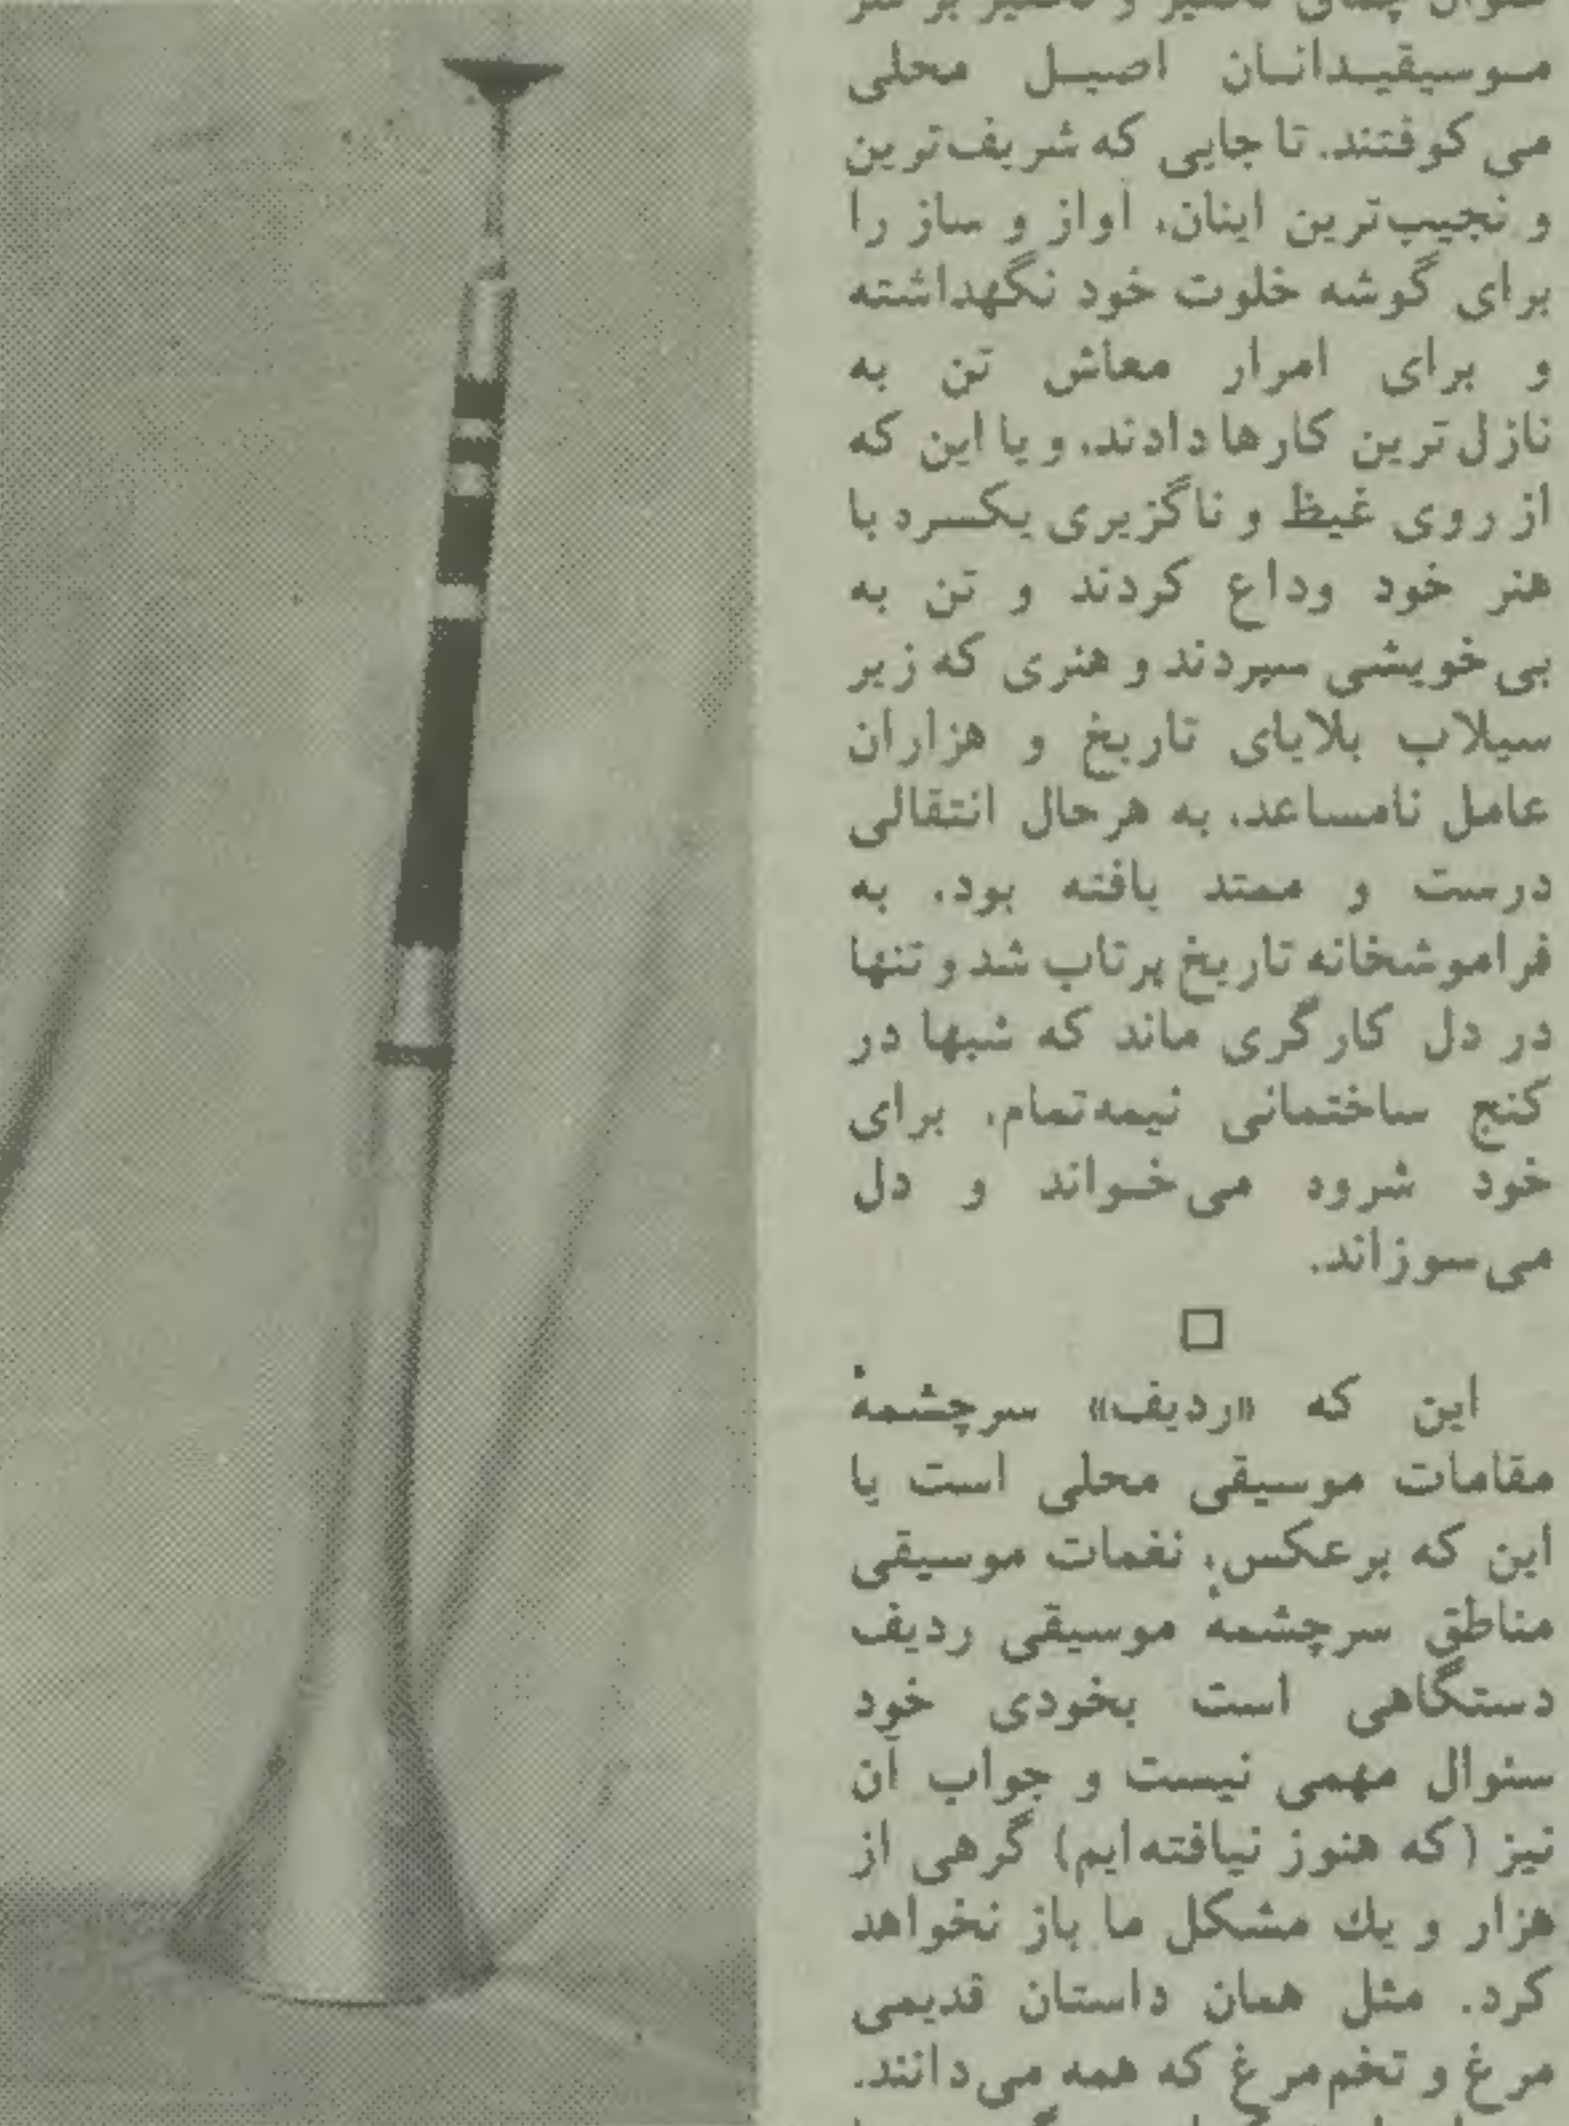 موسیقیدانان اصیل محلی
می‌کوفتند. تا جایی که شریف‌ترین
و نجیب‌ترین اینان، آواز و ساز را
برای گوشه خلوت خود نگهداشته
و برای امرار معاش تن به
نازل‌ترین کارها دادند، و یا این که
از روی غیظ و ناگزیری یکسره با
هنر خود وداع کردند و تن به
بی‌خویشی سپردند و هنری که زیر
سیلاب بلایای تاریخ و هزاران
عامل نامساعد، به هرحال انتقالی
درست و ممتد یافته بود، به
فراموشخانه تاریخ پرتاب شد و تنها
در دل کارگری ماند که شبها در
کنج ساختمانی نیمه‌تمام، برای
خود شروه می‌خواند و دل
می‌سوزاند.
□
این که «ردیف» سرچشمهٔ
مقامات موسیقی محلی است یا
این که برعکس، نغمات موسیقی
مناطق سرچشمهٔ موسیقی ردیف
دستگاهی است بخودی خود
سئوال مهمی نیست و جواب آن
نیز (که هنوز نیافته‌ایم) گرهی از
هزار و یك مشکل ما باز نخواهد
کرد. مثل همان داستان قدیمی
مرغ و تخم‌مرغ که همه می‌دانند.